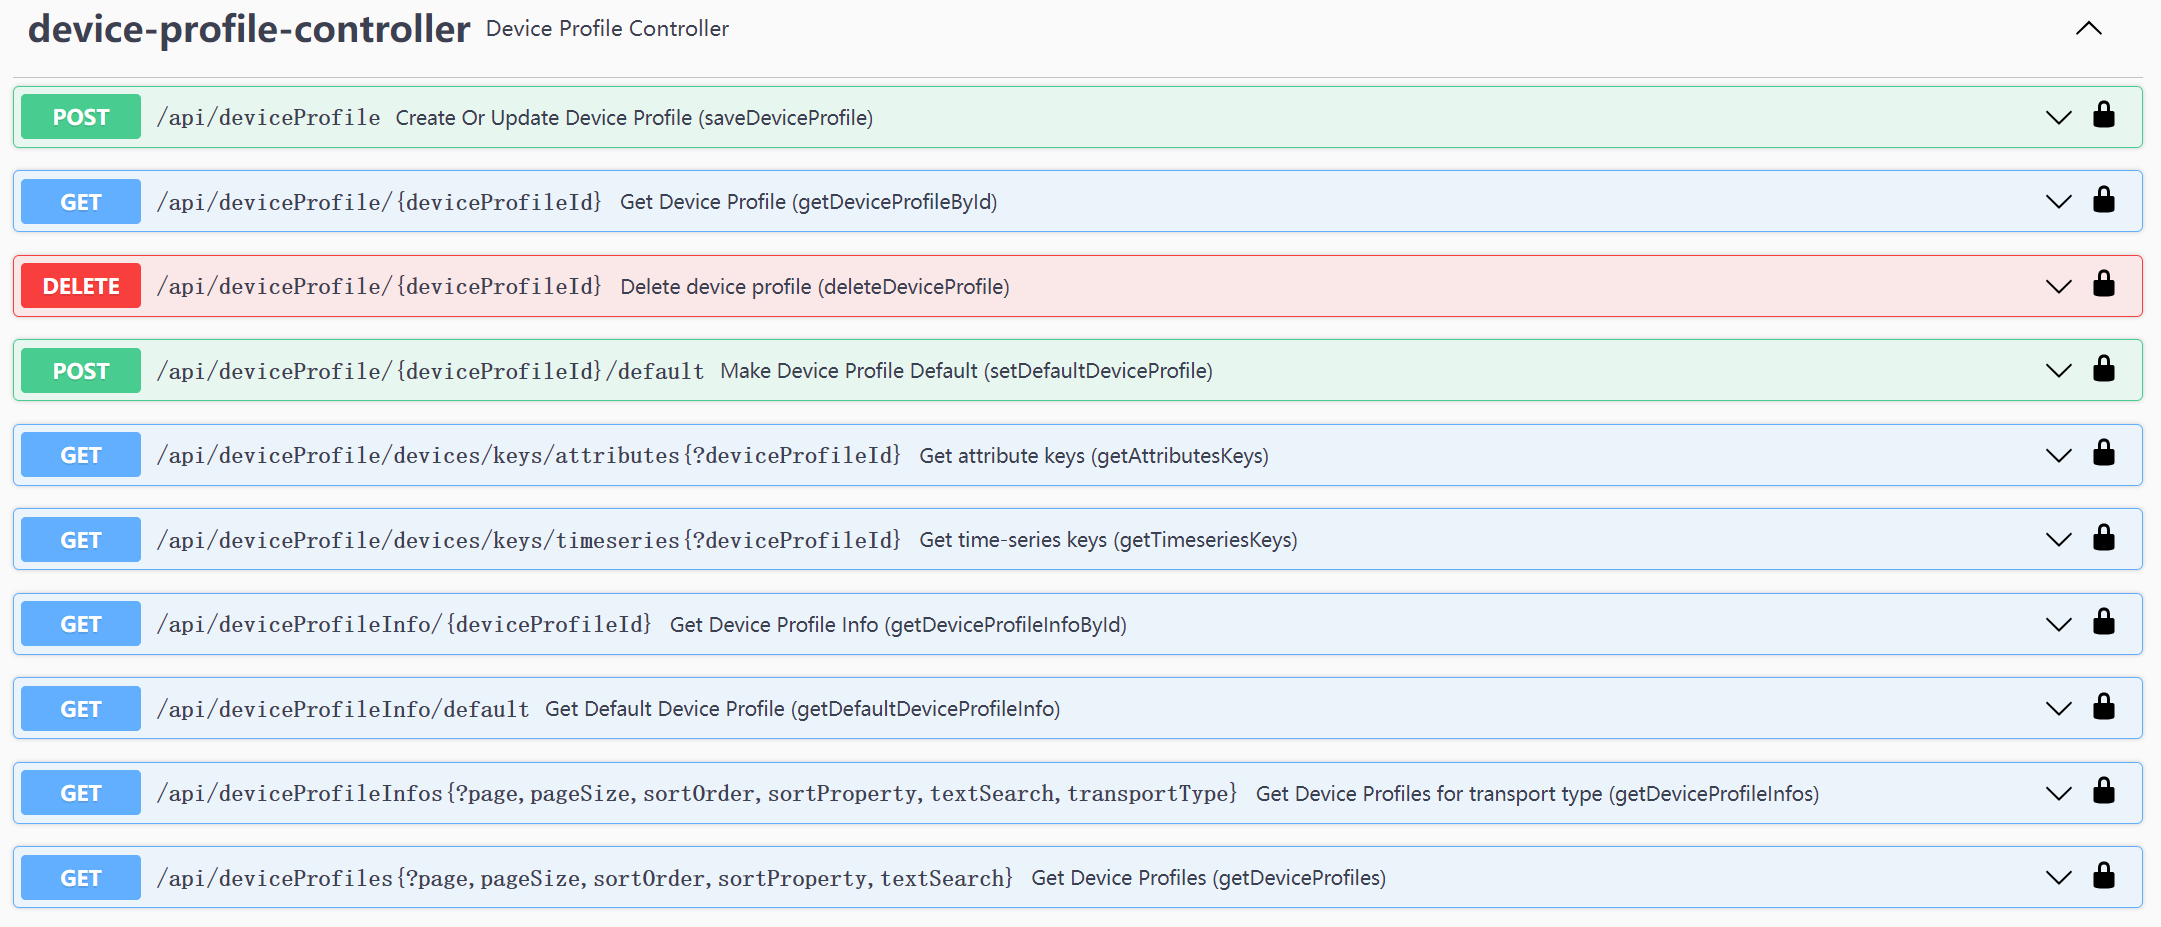 device-profile-controller Device Profile Controller
POST /api/deviceProfile Create Or Update Device Profile (saveDeviceProfile)
GET /api/deviceProfile/{deviceProfileId} Get Device Profile (getDeviceProfileById)
DELETE /api/deviceProfile/{deviceProfileId} Delete device profile (deleteDeviceProfile)
POST /api/deviceProfile/{deviceProfileId}/default Make Device Profile Default (setDefaultDeviceProfile)
GET /api/deviceProfile/devices/keys/attributes{?deviceProfileId} Get attribute keys (getAttributesKeys)
GET /api/deviceProfile/devices/keys/timeseries{?deviceProfileId} Get time-series keys (getTimeseriesKeys)
GET /api/deviceProfileInfo/{deviceProfileId} Get Device Profile Info (getDeviceProfileInfoById)
GET /api/deviceProfileInfo/default Get Default Device Profile (getDefaultDeviceProfileInfo)
GET /api/deviceProfileInfos{?page,pageSize,sortOrder,sortProperty,textSearch,transportType} Get Device Profiles for transport type (getDeviceProfileInfos)
GET /api/deviceProfiles{?page,pageSize,sortOrder,sortProperty,textSearch} Get Device Profiles (getDeviceProfiles)